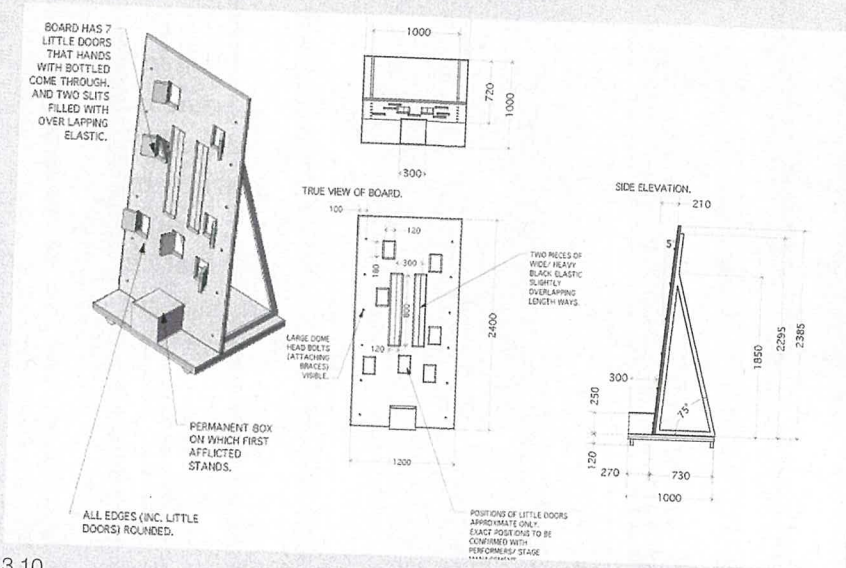 BOARD HAS 7
LITTLE DOORS
THAT HANDS
WITH BOTTLED
COME THROUGH.
AND TWO SLITS
FILLED WITH
OVER LAPPING
ELASTIC.
1000
720
1000
300
TRUE VIEW OF BOARD.
100
120
300
180
800
120
2400
1200
LARGE DOME
HEAD BOLTS
(ATTACHING
BRACES)
VISIBLE.
TWO PIECES OF
WIDE/ HEAVY
BLACK ELASTIC
SLIGHTLY
OVERLAPPING
LENGTH WAYS.
SIDE ELEVATION.
210
5
1850
2295
2385
300
250
75°
120
270
730
1000
PERMANENT BOX
ON WHICH FIRST
AFFLICTED
STANDS.
ALL EDGES (INC. LITTLE
DOORS) ROUNDED.
POSITIONS OF LITTLE DOORS
APPROXIMATE ONLY.
EXACT POSITIONS TO BE
CONFIRMED WITH
PERFORMERS/ STAGE
3.10